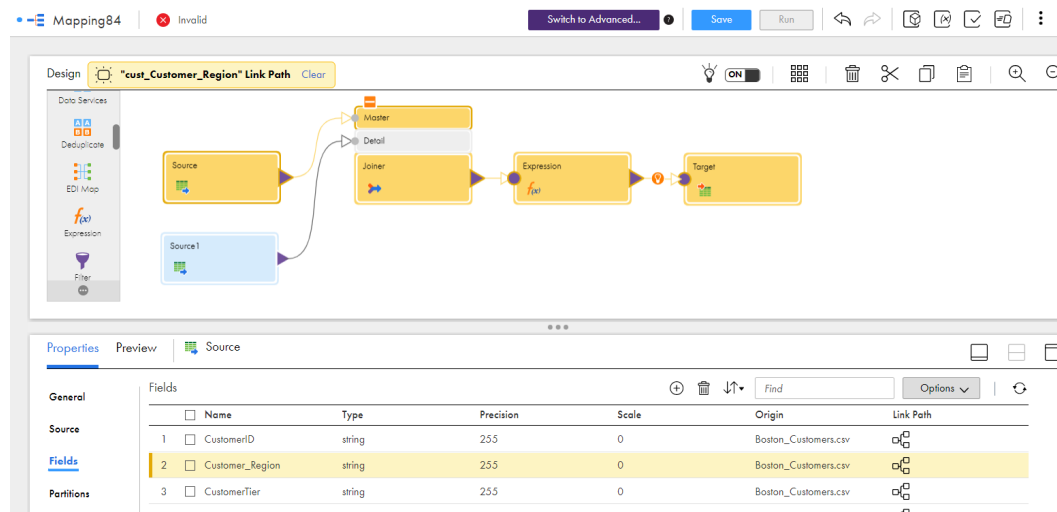 Mapping84
Invalid
Switch to Advanced...
?
Save
Run
Design
"cust_Customer_Region" Link Path
Clear
ON
Data Services
Deduplicate
EDI Map
f(x)
Expression
Filter
Master
Detail
Source
Joiner
Expression
f(x)
Target
Source1
Properties
Preview
Source
General
Source
Fields
Partitions
Fields
Find
Options
Name Type Precision Scale Origin Link Path
1 CustomerID string 255 0 Boston_Customers.csv
2 Customer_Region string 255 0 Boston_Customers.csv
3 CustomerTier string 255 0 Boston_Customers.csv